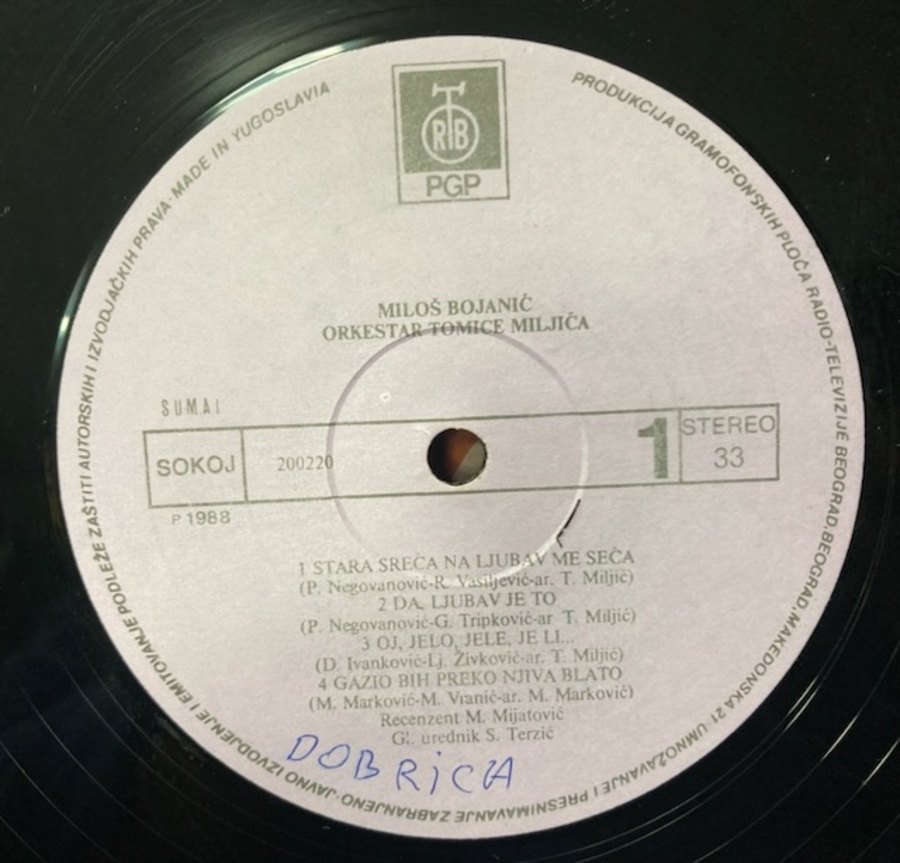 PRODUKCIJA GRAMOFONSKIH PLOČA RADIO-TELEVIZIJE BEOGRAD, BEOGRAD, MAKEDONSKA 21· UMNOŽAVANJE I PRESNIMAVANJE ZABRANJENO· JAVNO IZVODJENJE I EMITOVANJE PODLEŽE ZAŠTITI AUTORSKIH I IZVODJAČKIH PRAVA· MADE IN YUGOSLAVIA
RTB
PGP
MILOŠ BOJANIĆ
ORKESTAR TOMICE MILJIĆA
SUMAI
SOKOJ 200220 1 STEREO 33
P 1988
1 STARA SREĆA NA LJUBAV ME SEĆA
(P. Negovanović-R. Vasiljević-ar. T. Miljić)
2 DA, LJUBAV JE TO
(P. Negovanović-G. Tripković-ar T. Miljić)
3 OJ, JELO, JELE, JE LI...
(D. Ivanković-Lj. Živković-ar. T. Miljić)
4 GAZIO BIH PREKO NJIVA BLATO
(M. Marković-M. Vranić-ar. M. Marković)
Recenzent M. Mijatović
Gl. urednik S. Terzić
DOBRICA